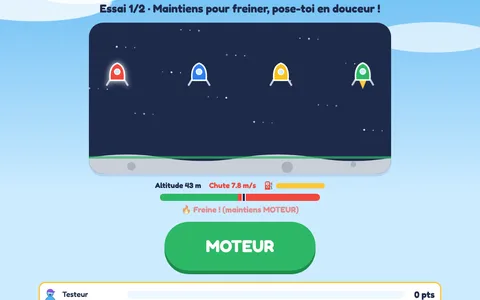 Essai 1/2 · Maintiens pour freiner, pose-toi en douceur !
Altitude 43 m Chute 7.8 m/s
🔥 Freine ! (maintiens MOTEUR)
MOTEUR
Testeur 0 pts